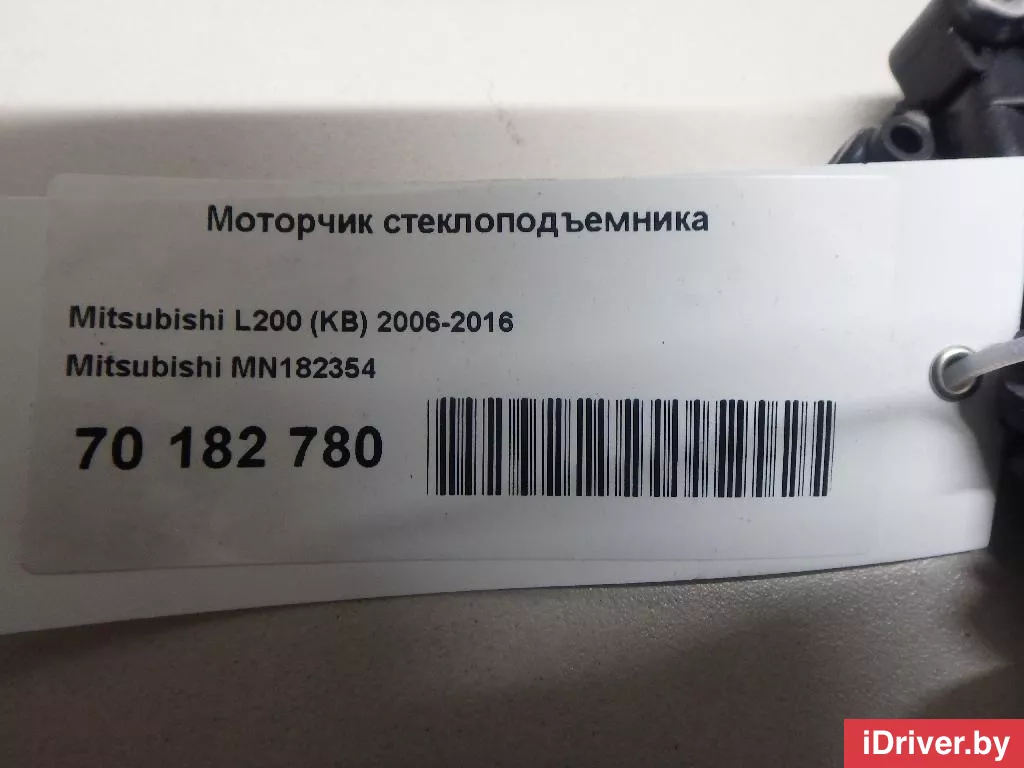 Моторчик стеклоподъемника
Mitsubishi L200 (KB) 2006-2016
Mitsubishi MN182354
70 182 780
iDriver.by